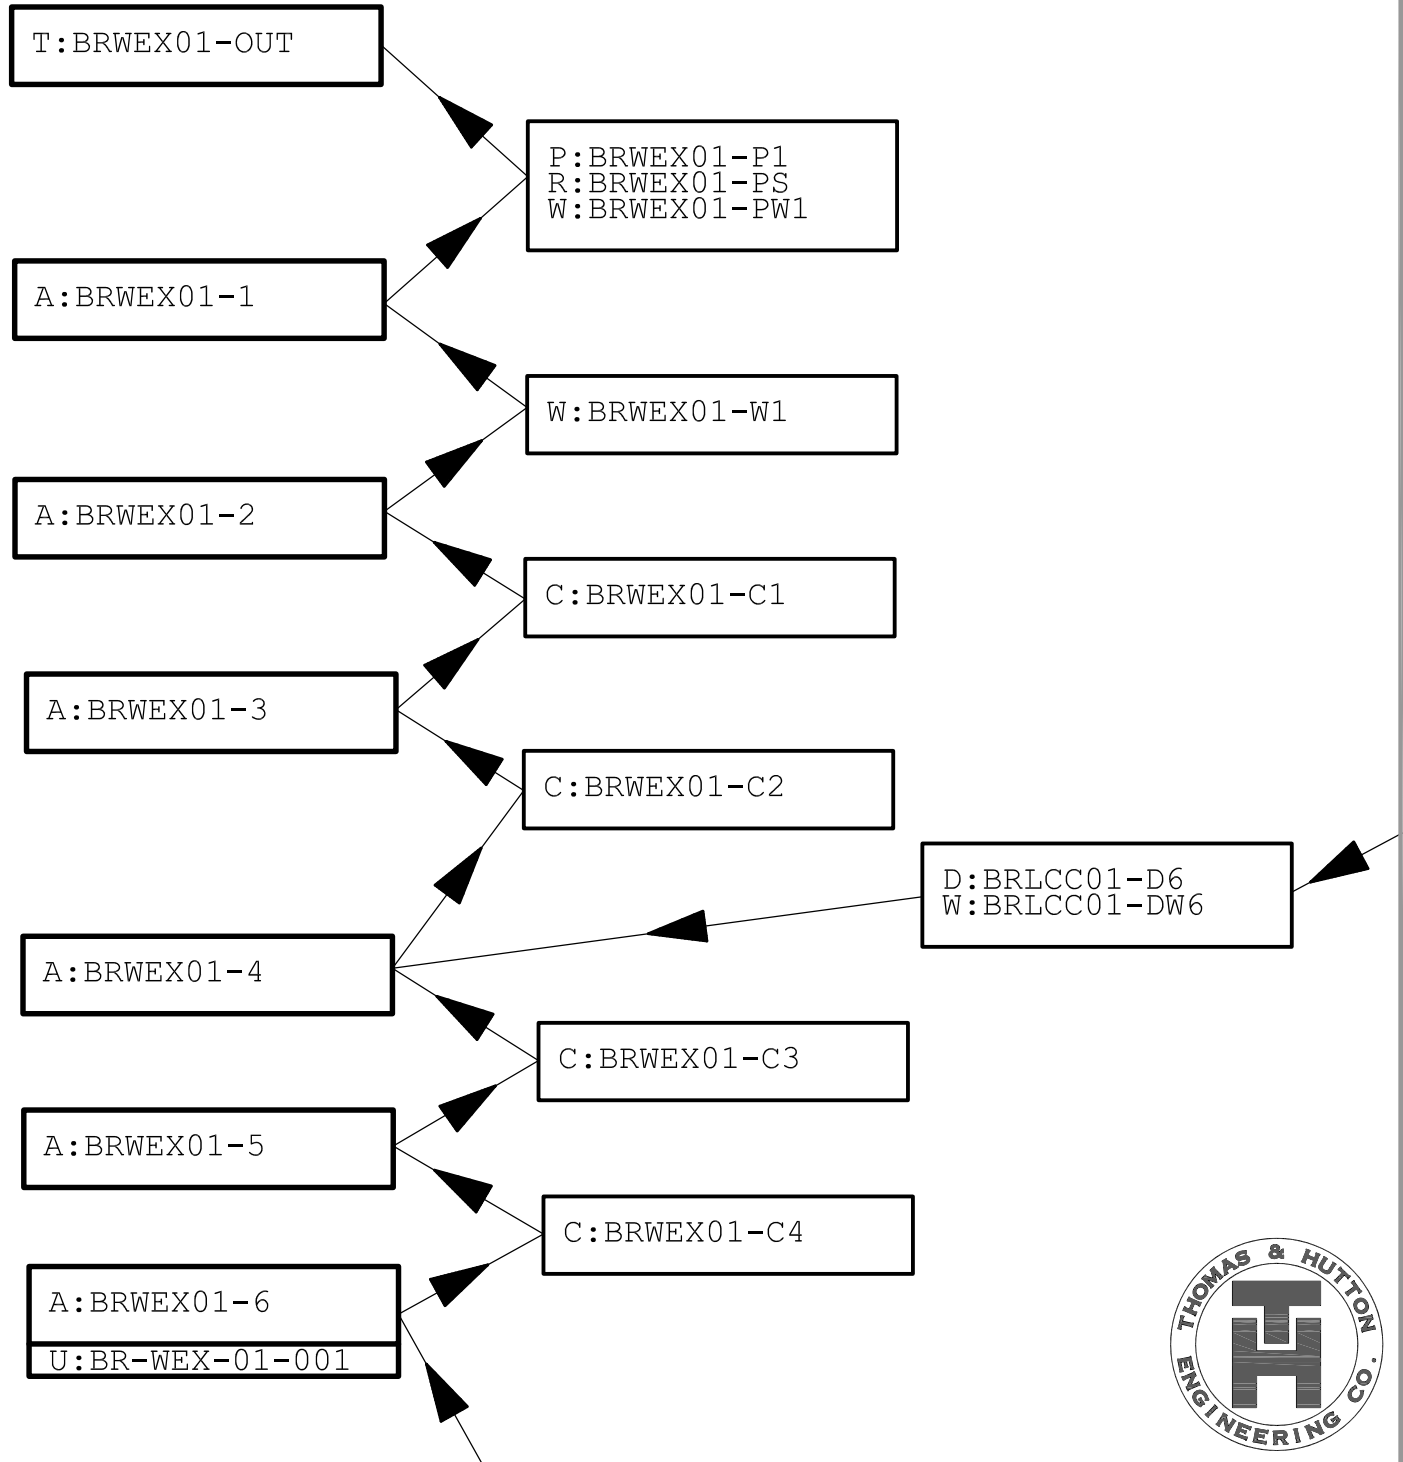 T:BRWEX01-OUT
P:BRWEX01-P1
R:BRWEX01-PS
W:BRWEX01-PW1
A:BRWEX01-1
W:BRWEX01-W1
A:BRWEX01-2
C:BRWEX01-C1
A:BRWEX01-3
C:BRWEX01-C2
D:BRLCC01-D6
W:BRLCC01-DW6
A:BRWEX01-4
C:BRWEX01-C3
A:BRWEX01-5
C:BRWEX01-C4
A:BRWEX01-6
U:BR-WEX-01-001
THOMAS & HUTTON
ENGINEERING CO.
TH